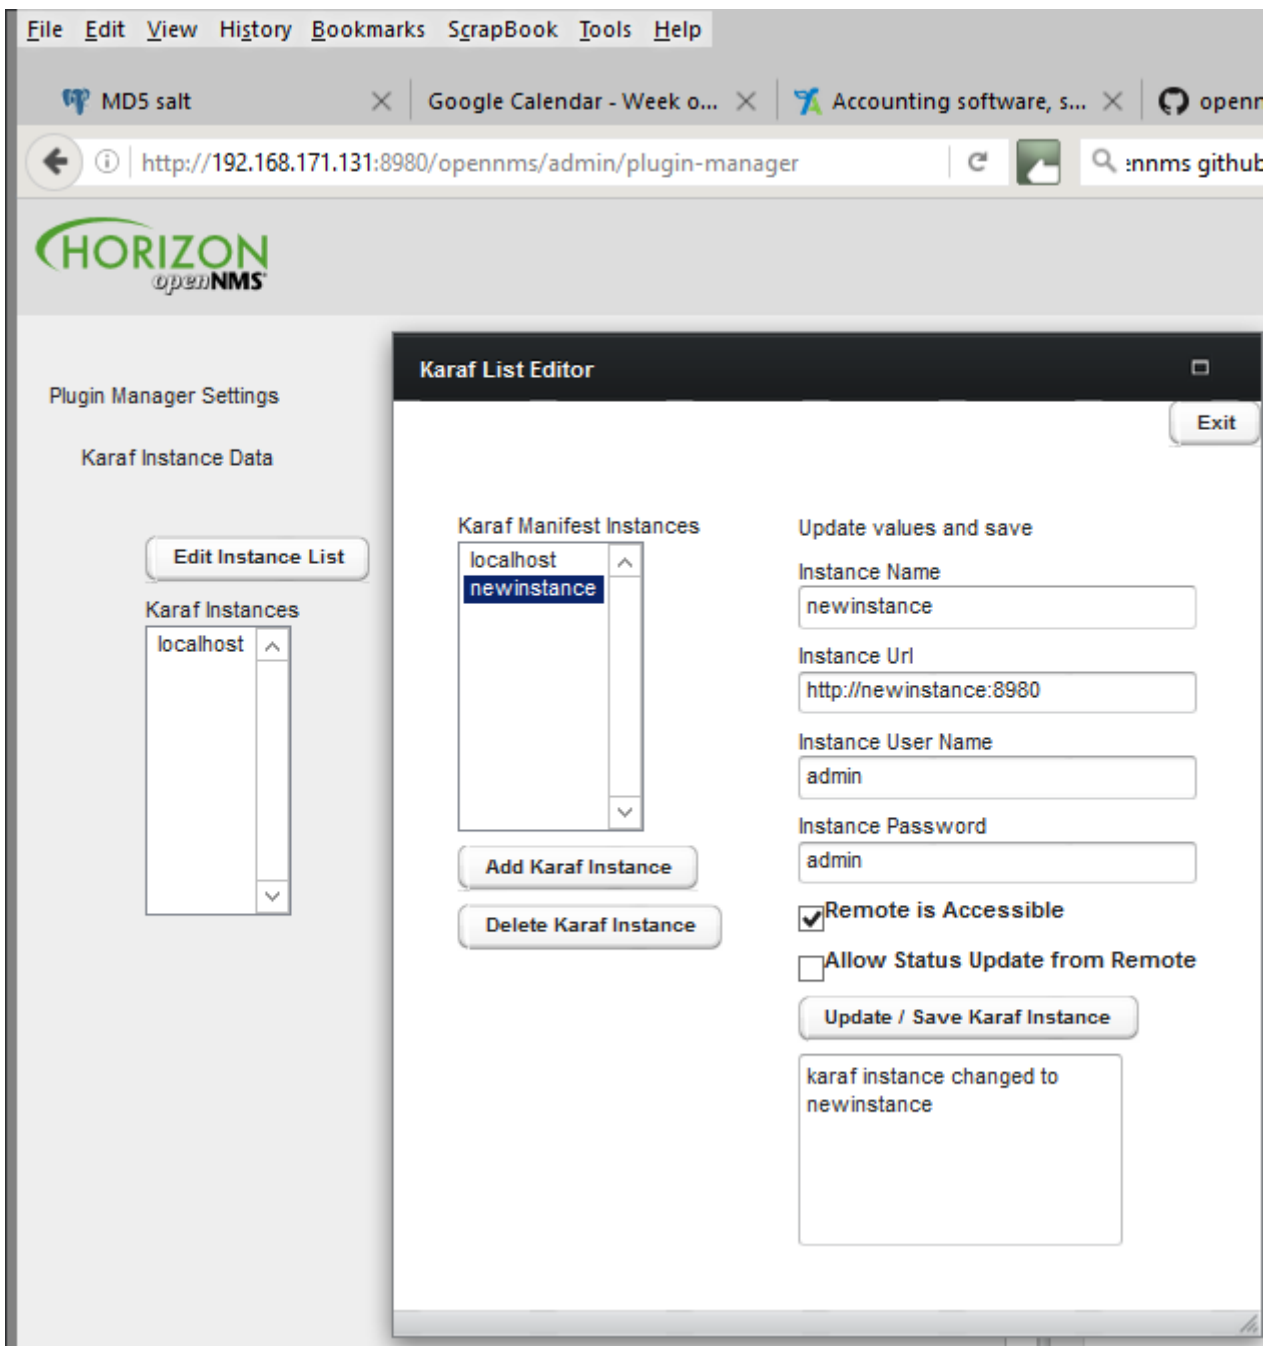 File Edit View History Bookmarks ScrapBook Tools Help
MD5 salt Google Calendar - Week o... Accounting software, s...
http://192.168.171.131:8980/opennms/admin/plugin-manager
HORIZON
openNMS
Karaf List Editor
Plugin Manager Settings
Exit
Karaf Instance Data
Karaf Manifest Instances
localhost
newinstance
Update values and save
Instance Name
newinstance
Edit Instance List
Karaf Instances
localhost
Instance Url
http://newinstance:8980
Instance User Name
admin
Instance Password
admin
Add Karaf Instance
Delete Karaf Instance
Remote is Accessible
Allow Status Update from Remote
Update / Save Karaf Instance
karaf instance changed to
newinstance